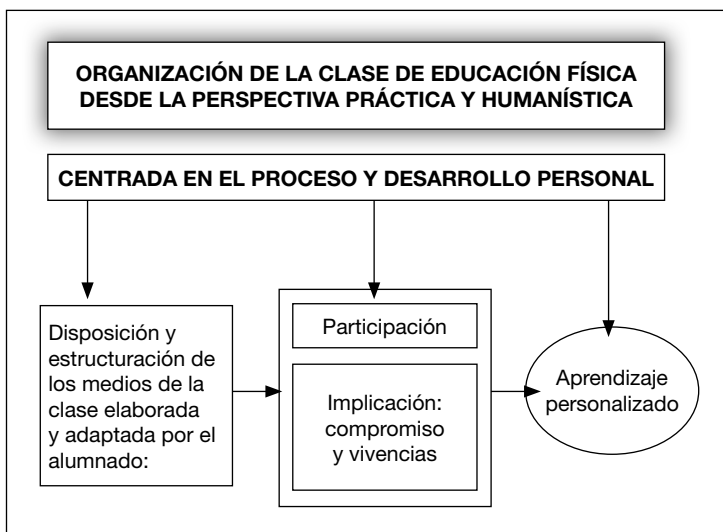 ORGANIZACIÓN DE LA CLASE DE EDUCACIÓN FÍSICA
DESDE LA PERSPECTIVA PRÁCTICA Y HUMANÍSTICA
CENTRADA EN EL PROCESO Y DESARROLLO PERSONAL
Disposición y
estructuración de
los medios de la
clase elaborada
y adaptada por el
alumnado:
Participación
Implicación:
compromiso
y vivencias
Aprendizaje
personalizado